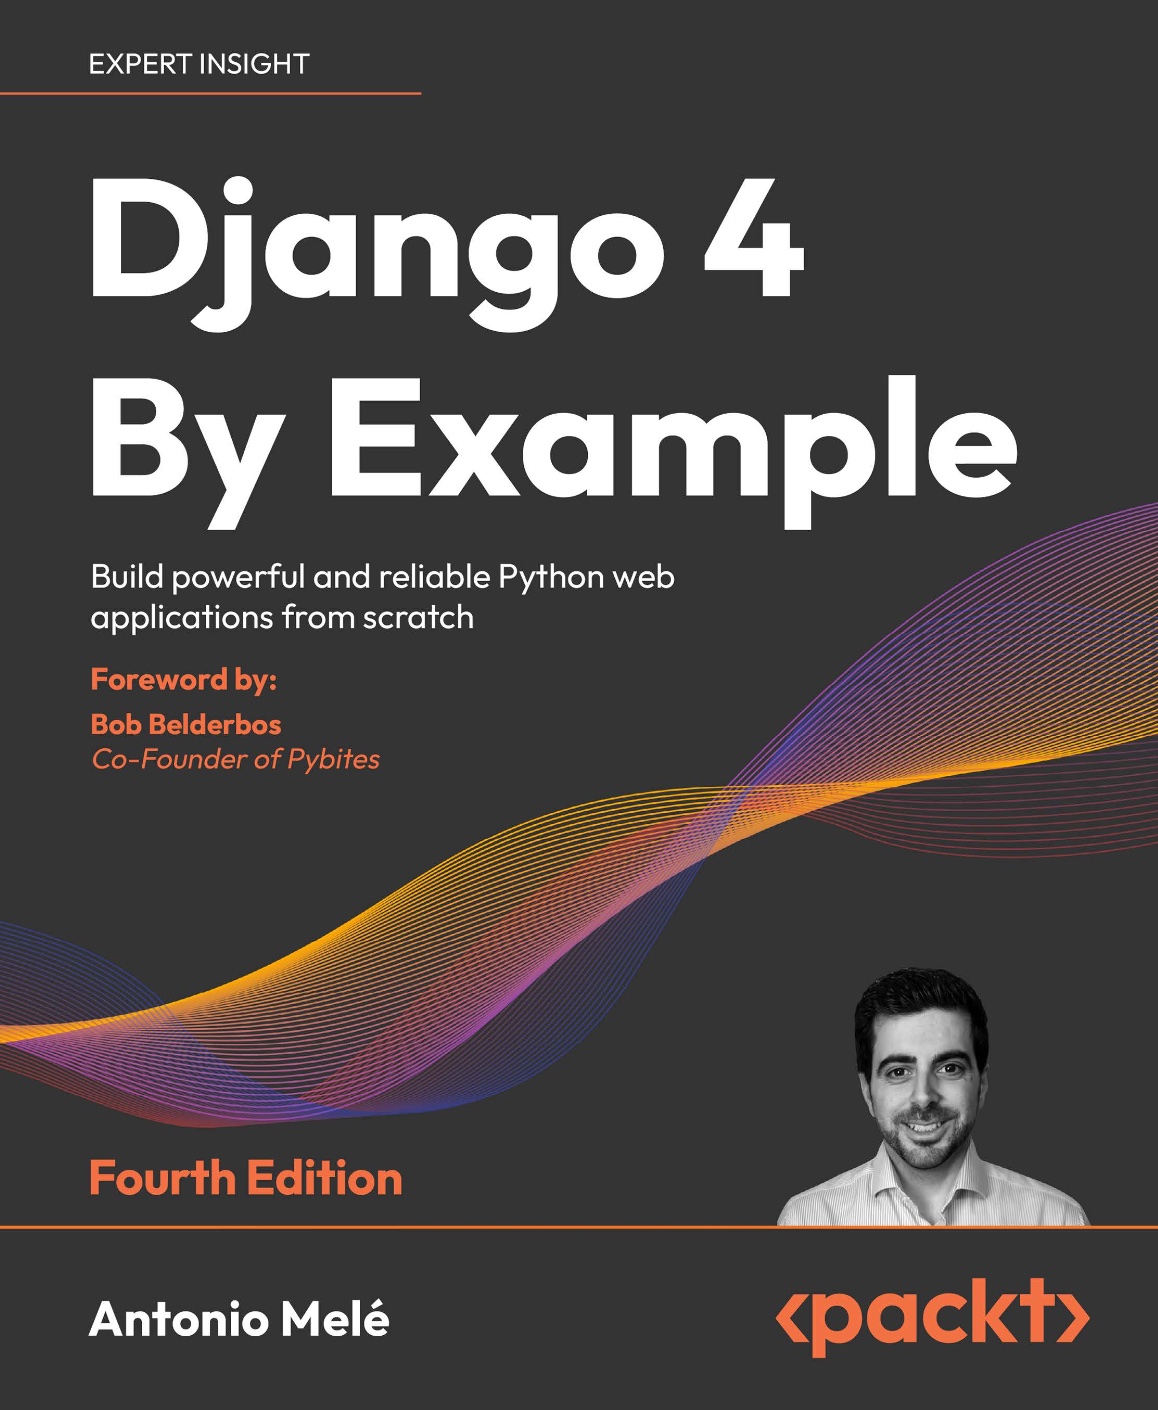 EXPERT INSIGHT
Django 4
By Example
Build powerful and reliable Python web
applications from scratch
Foreword by:
Bob Belderbos
Co-Founder of Pybites
Fourth Edition
Antonio Melé
<packt>